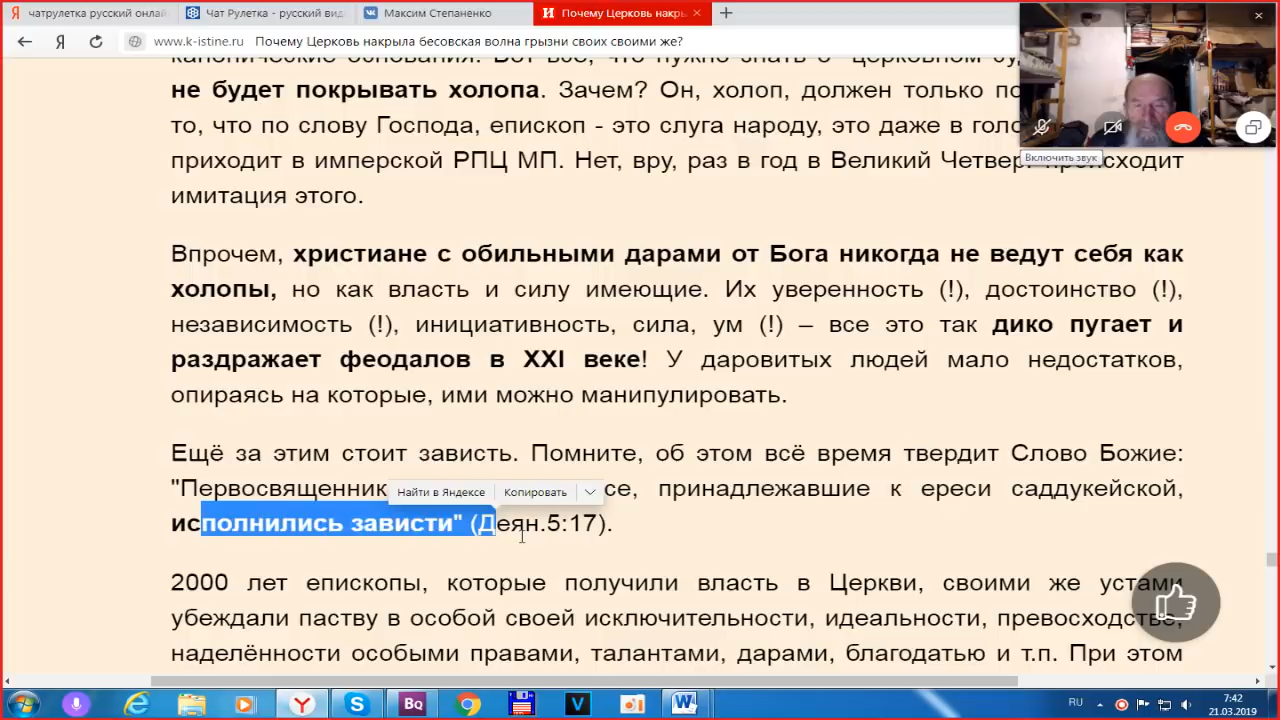 чатрулетка русский онлай
Чат Рулетка - русский вид
Максим Степаненко
Почему Церковь накры
www.k-istine.ru Почему Церковь накрыла бесовская волна грызни своих своими же?
не будет покрывать холопа. Зачем? Он, холоп, должен только
то, что по слову Господа, епископ - это слуга народу, это даже в
Включить звук
приходит в имперской РПЦ МП. Нет, вру, раз в год в Великий Четверг происходит
имитация этого.
Впрочем, христиане с обильными дарами от Бога никогда не ведут себя как
холопы, но как власть и силу имеющие. Их уверенность (!), достоинство (!),
независимость (!), инициативность, сила, ум (!) – все это так дико пугает и
раздражает феодалов в XXI веке! У даровитых людей мало недостатков,
опираясь на которые, ими можно манипулировать.
Ещё за этим стоит зависть. Помните, об этом всё время твердит Слово Божие:
"Первосвященник се, принадлежавшие к ереси саддукейской,
Найти в Яндексе Копировать
исполнились зависти" (Деян.5:17).
2000 лет епископы, которые получили власть в Церкви, своими же устами
убеждали паству в особой своей исключительности, идеальности, превосходстве,
наделённости особыми правами, талантами, дарами, благодатью и т.п. При этом
RU
7:42
21.03.2019